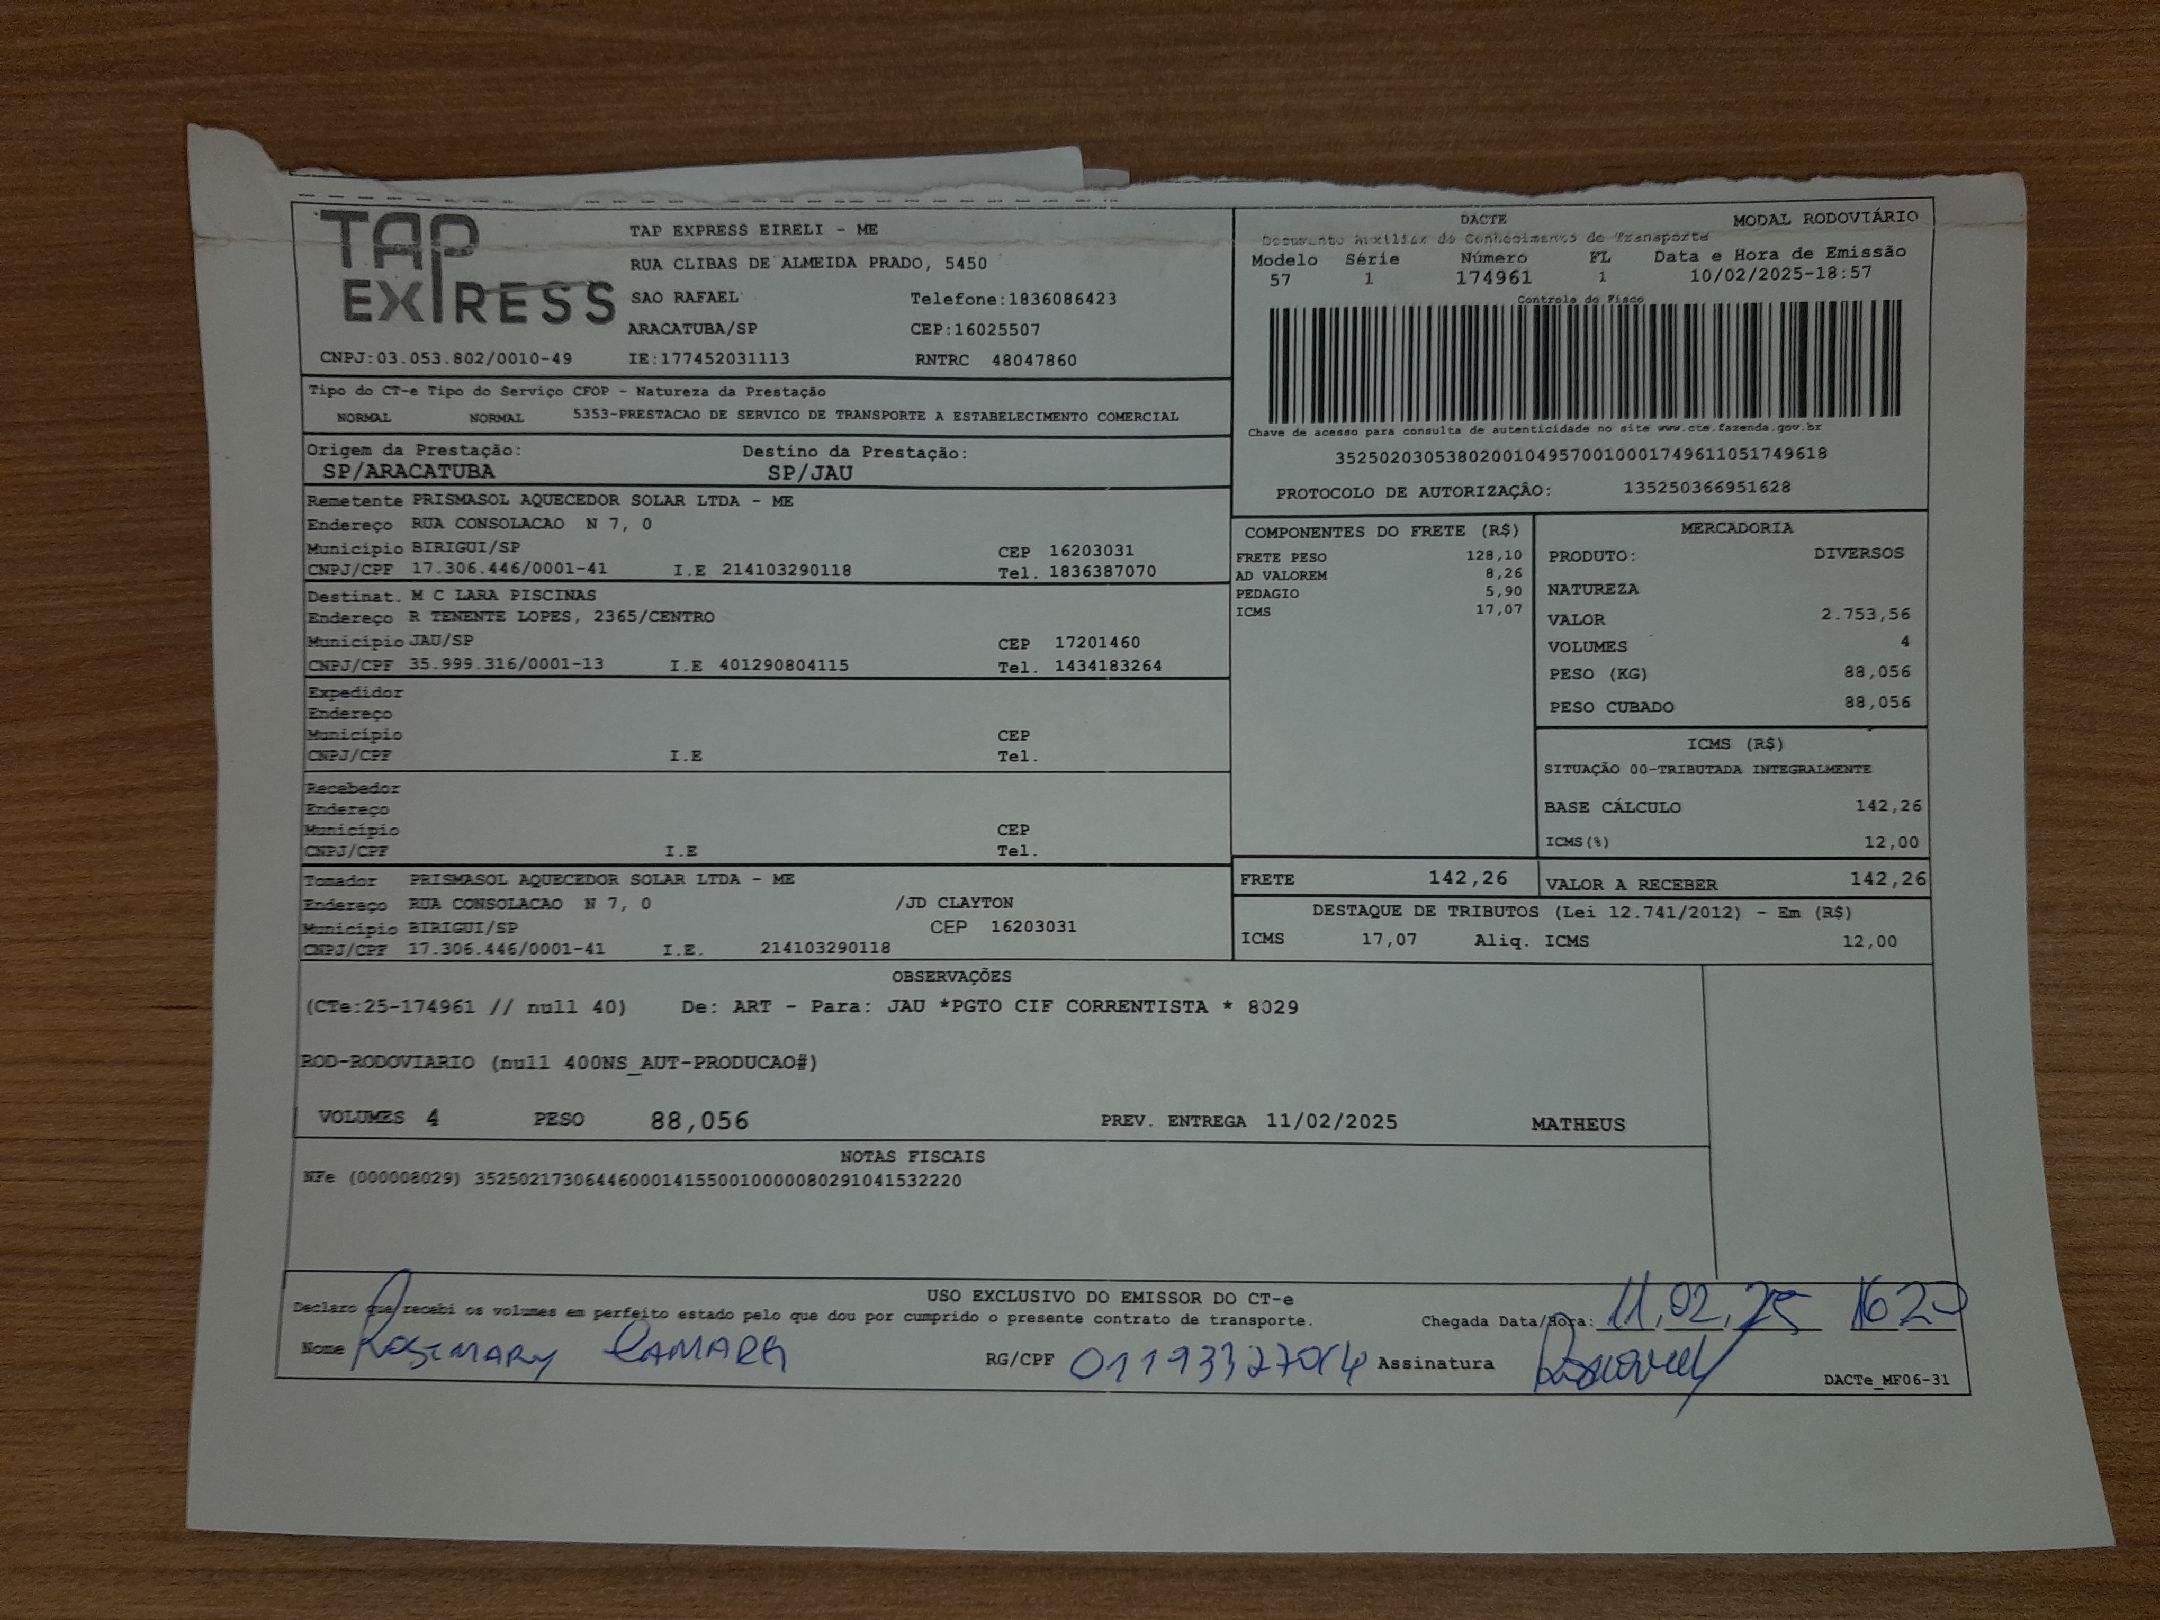 TAP EXPRESS
TAP EXPRESS EIRELI - ME
RUA CLIBAS DE ALMEIDA PRADO, 5450
SAO RAFAEL Telefone:1836086423
ARACATUBA/SP CEP:16025507
CNPJ:03.053.802/0010-49 IE:177452031113 RNTRC 48047860
DACTE MODAL RODOVIÁRIO
Documento Auxiliar do Conhecimento de Transporte
Modelo Série Número FL Data e Hora de Emissão
57 1 174961 1 10/02/2025-18:57
Controle do Fisco
Chave de acesso para consulta de autenticidade no site www.cte.fazenda.gov.br
35250203053802001049570010001749611051749618
PROTOCOLO DE AUTORIZAÇÂO: 135250366951628
Tipo do CT-e Tipo do Serviço CFOP - Natureza da Prestação
NORMAL NORMAL 5353-PRESTACAO DE SERVICO DE TRANSPORTE A ESTABELECIMENTO COMERCIAL
Origem da Prestação: Destino da Prestação:
SP/ARACATUBA SP/JAU
Remetente PRISMASOL AQUECEDOR SOLAR LTDA - ME
Endereço RUA CONSOLACAO N 7, 0
Município BIRIGUI/SP CEP 16203031
CNPJ/CPF 17.306.446/0001-41 I.E 214103290118 Tel. 1836387070
Destinat. M C LARA PISCINAS
Endereço R TENENTE LOPES, 2365/CENTRO
Município JAU/SP CEP 17201460
CNPJ/CPF 35.999.316/0001-13 I.E 401290804115 Tel. 1434183264
Expedidor
Endereço
Município CEP
CNPJ/CPF I.E Tel.
Recebedor
Endereço
Município CEP
CNPJ/CPF I.E Tel.
Tomador PRISMASOL AQUECEDOR SOLAR LTDA - ME
Endereço RUA CONSOLACAO N 7, 0 /JD CLAYTON
Município BIRIGUI/SP CEP 16203031
CNPJ/CPF 17.306.446/0001-41 I.E. 214103290118
COMPONENTES DO FRETE (R$)
FRETE PESO 128,10
AD VALOREM 8,26
PEDAGIO 5,90
ICMS 17,07
MERCADORIA
PRODUTO: DIVERSOS
NATUREZA
VALOR 2.753,56
VOLUMES 4
PESO (KG) 88,056
PESO CUBADO 88,056
ICMS (R$)
SITUAÇÃO 00-TRIBUTADA INTEGRALMENTE
BASE CÁLCULO 142,26
ICMS(%) 12,00
FRETE 142,26 VALOR A RECEBER 142,26
DESTAQUE DE TRIBUTOS (Lei 12.741/2012) - Em (R$)
ICMS 17,07 Aliq. ICMS 12,00
OBSERVAÇÕES
(CTe:25-174961 // null 40) De: ART - Para: JAU *PGTO CIF CORRENTISTA * 8029
ROD-RODOVIARIO (null 400NS_AUT-PRODUCAO#)
VOLUMES 4 PESO 88,056 PREV. ENTREGA 11/02/2025 MATHEUS
NOTAS FISCAIS
NFe (000008029) 35250217306446000141550010000080291041532220
USO EXCLUSIVO DO EMISSOR DO CT-e
Declaro que recebi os volumes em perfeito estado pelo que dou por cumprido o presente contrato de transporte. Chegada Data/Hora: 11.02.25 1620
Nome Rosemary Camara RG/CPF 01193327014 Assinatura
DACTe_MF06-31